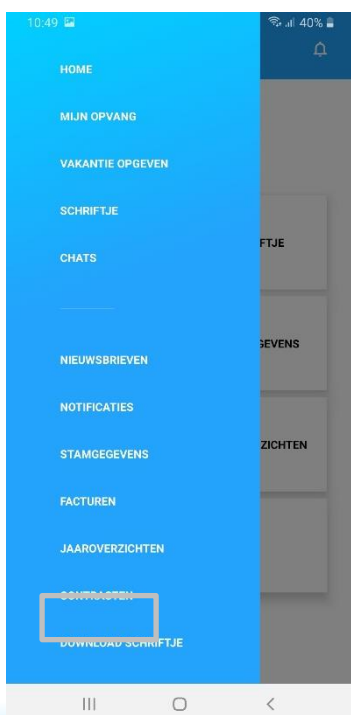 10:49 40%
HOME
MIJN OPVANG
VAKANTIE OPGEVEN
SCHRIFTJE
FTJE
CHATS
GEVENS
NIEUWSBRIEVEN
NOTIFICATIES
ZICHTEN
STAMGEGEVENS
FACTUREN
JAAROVERZICHTEN
CONTRACTEN
DOWNLOAD SCHRIFTJE